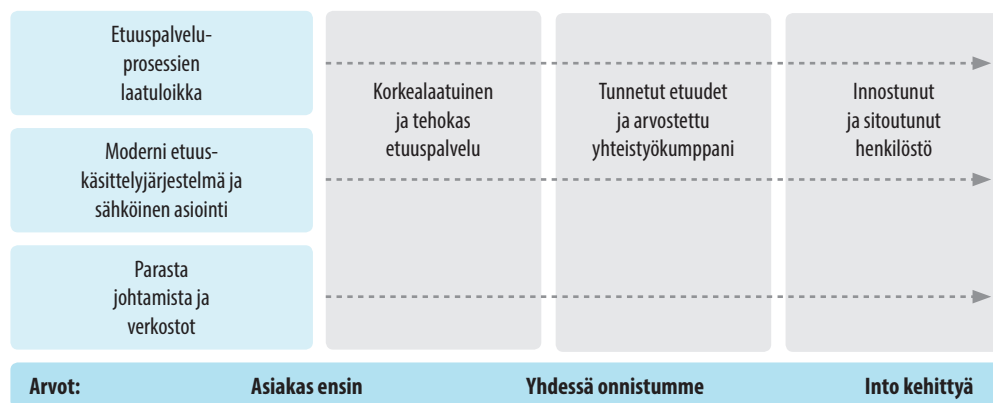 Etuuspalvelu-
prosessien
laatuloikka
Moderni etuus-
käsittelyjärjestelmä ja
sähköinen asiointi
Parasta
johtamista ja
verkostot
Korkealaatuinen
ja tehokas
etuuspalvelu
Tunnetut etuudet
ja arvostettu
yhteistyökumppani
Innostunut
ja sitoutunut
henkilöstö
Arvot: Asiakas ensin Yhdessä onnistumme Into kehittyä